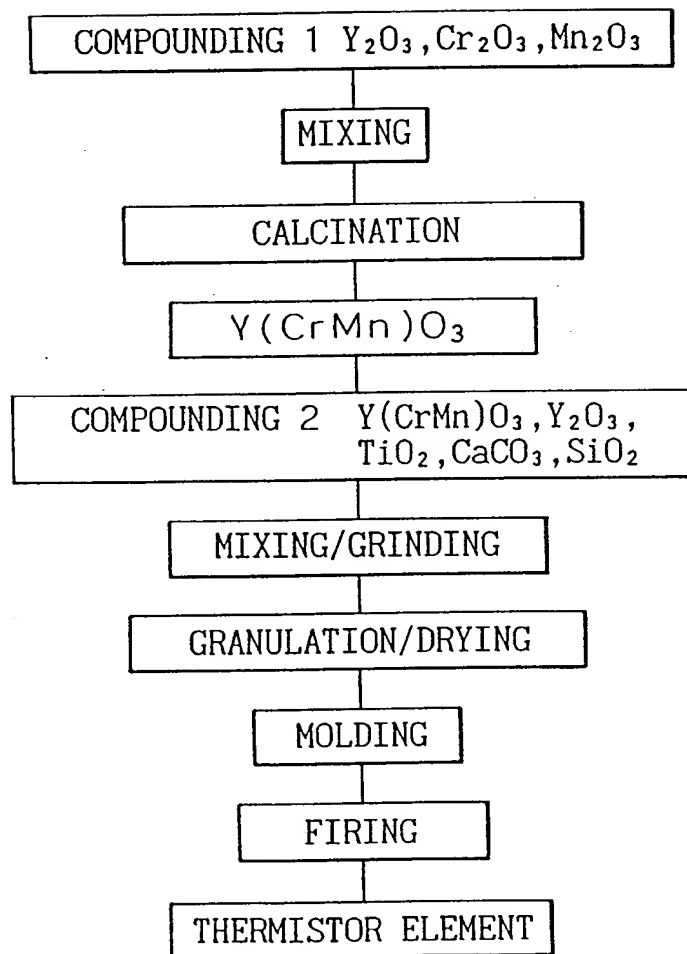 COMPOUNDING 1 Y₂O₃,Cr₂O₃,Mn₂O₃
MIXING
CALCINATION
Y(CrMn)O₃
COMPOUNDING 2 Y(CrMn)O₃,Y₂O₃,
TiO₂,CaCO₃,SiO₂
MIXING/GRINDING
GRANULATION/DRYING
MOLDING
FIRING
THERMISTOR ELEMENT